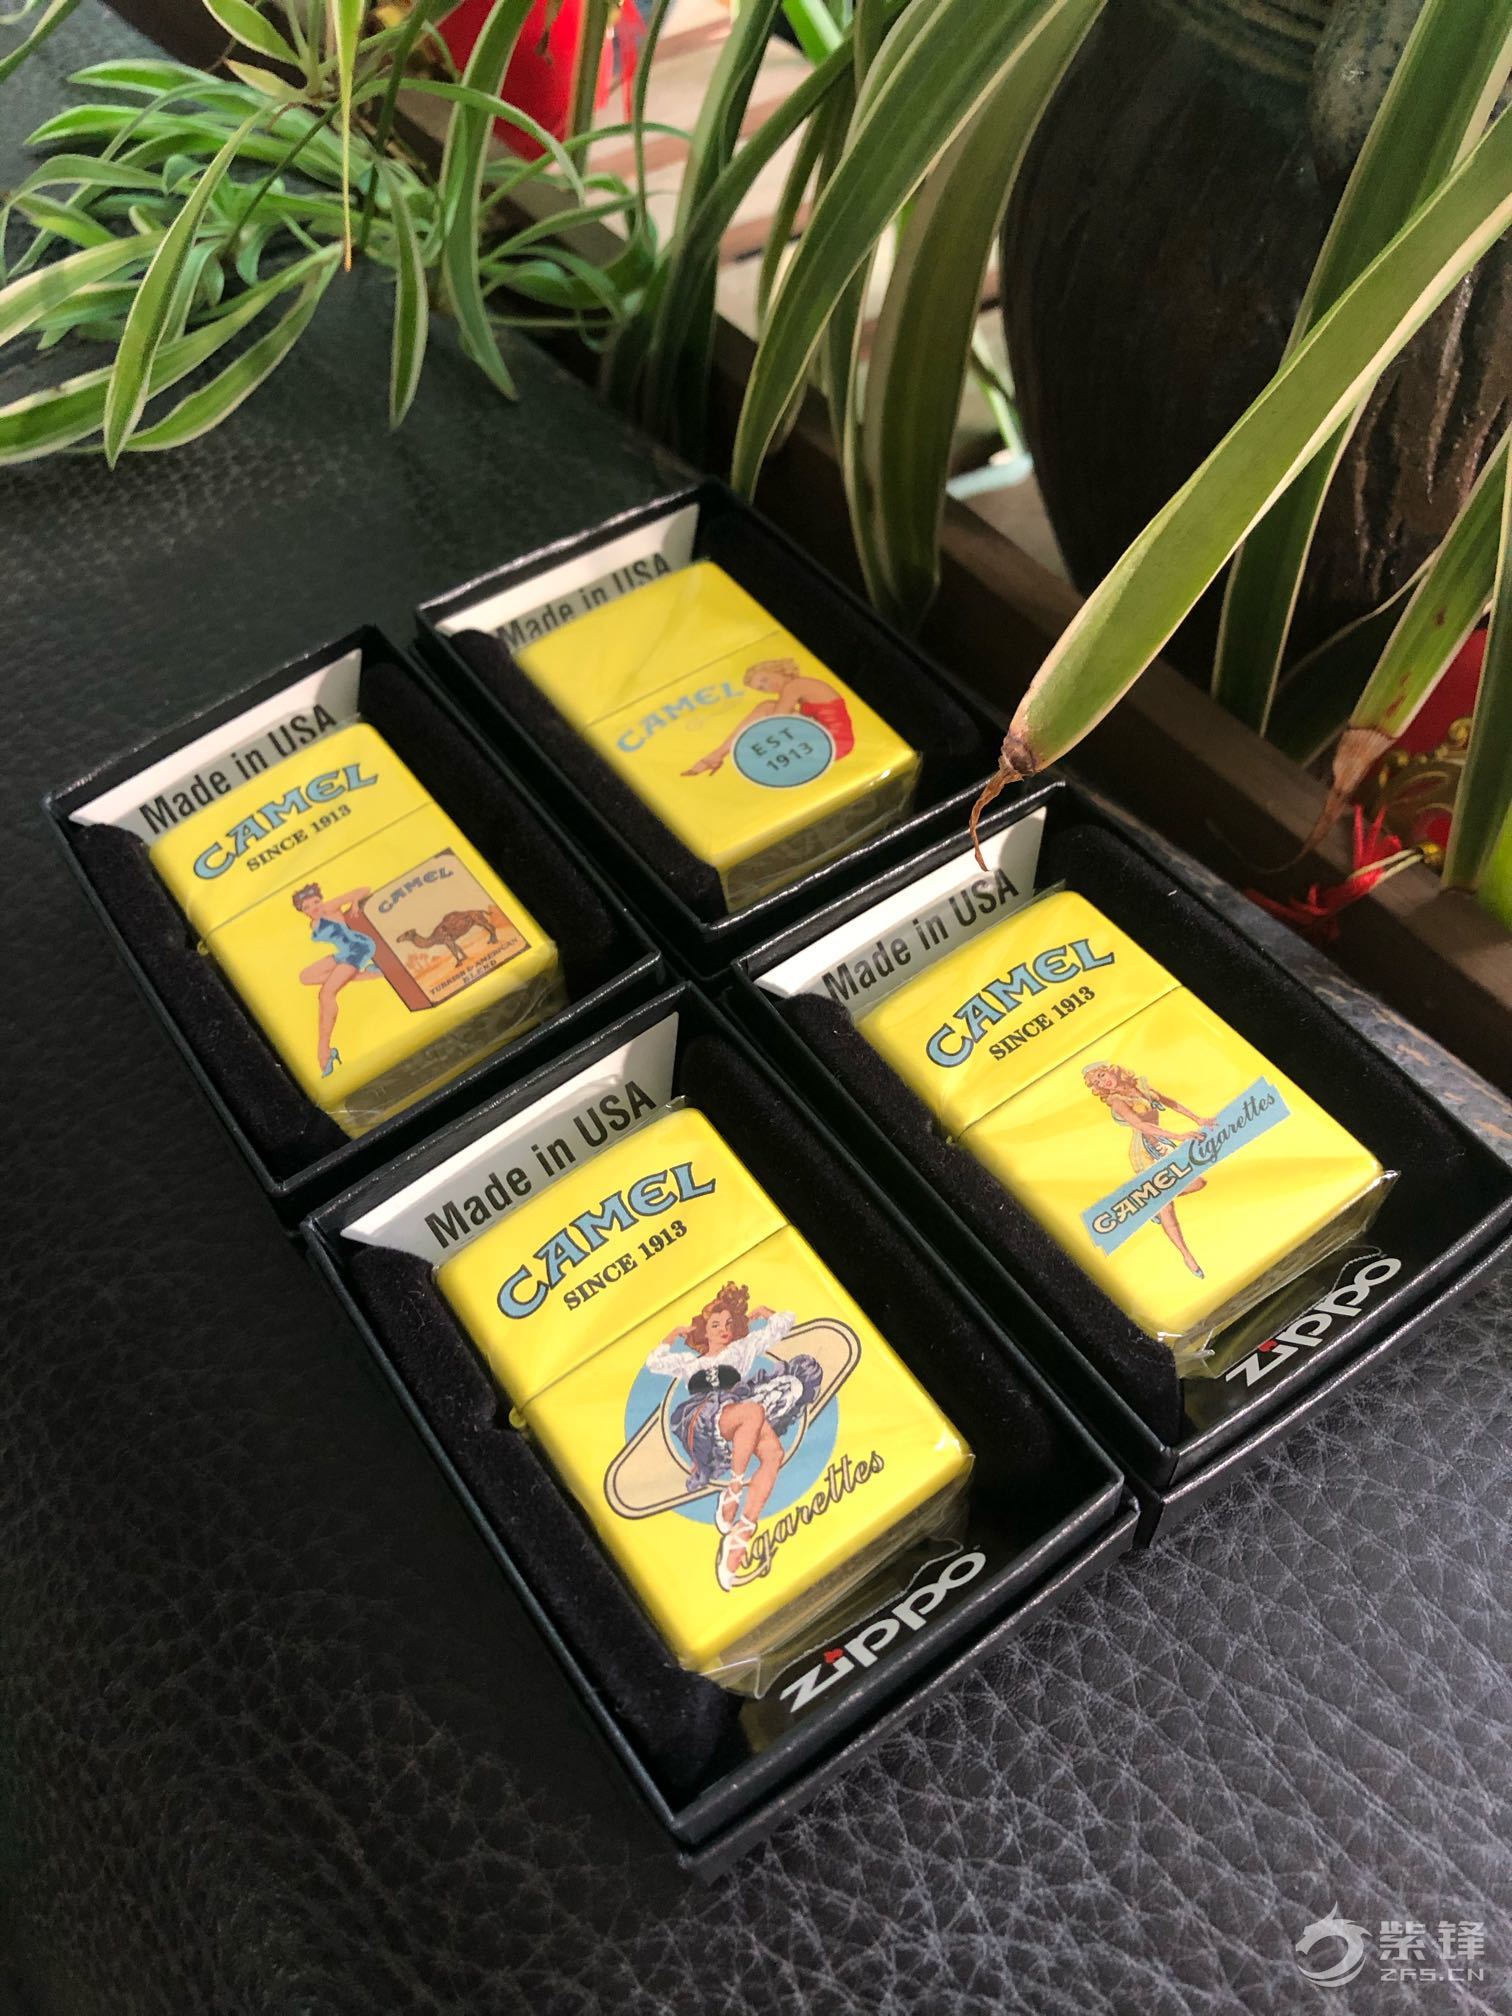 Made in USA
CAMEL
EST
1913
Made in USA
CAMEL
SINCE 1913
CAMEL
TURKISH & AMERICAN
BLEND
Made in USA
CAMEL
SINCE 1913
CAMEL Cigarettes
zippo
Made in USA
CAMEL
SINCE 1913
Cigarettes
zippo
紫锋
ZFS.CN